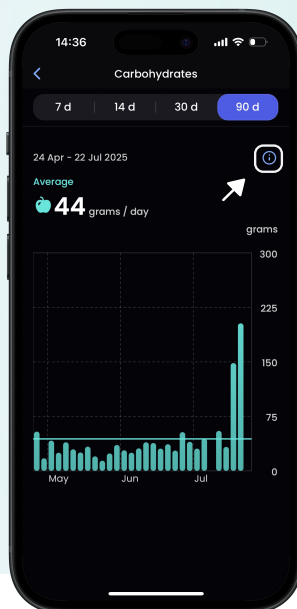 14:36
Carbohydrates
7 d 14 d 30 d 90 d
24 Apr - 22 Jul 2025
Average
44 grams / day
grams
300
225
150
75
0
May Jun Jul